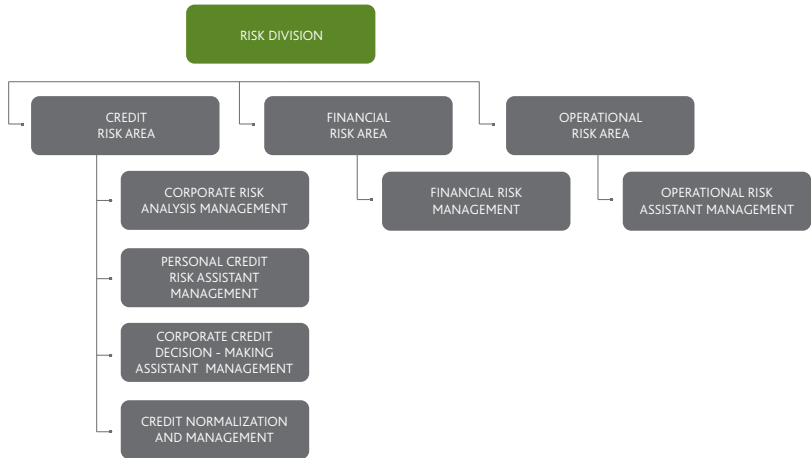 RISK DIVISION
CREDIT
RISK AREA
FINANCIAL
RISK AREA
OPERATIONAL
RISK AREA
CORPORATE RISK
ANALYSIS MANAGEMENT
FINANCIAL RISK
MANAGEMENT
OPERATIONAL RISK
ASSISTANT MANAGEMENT
PERSONAL CREDIT
RISK ASSISTANT
MANAGEMENT
CORPORATE CREDIT
DECISION - MAKING
ASSISTANT MANAGEMENT
CREDIT NORMALIZATION
AND MANAGEMENT